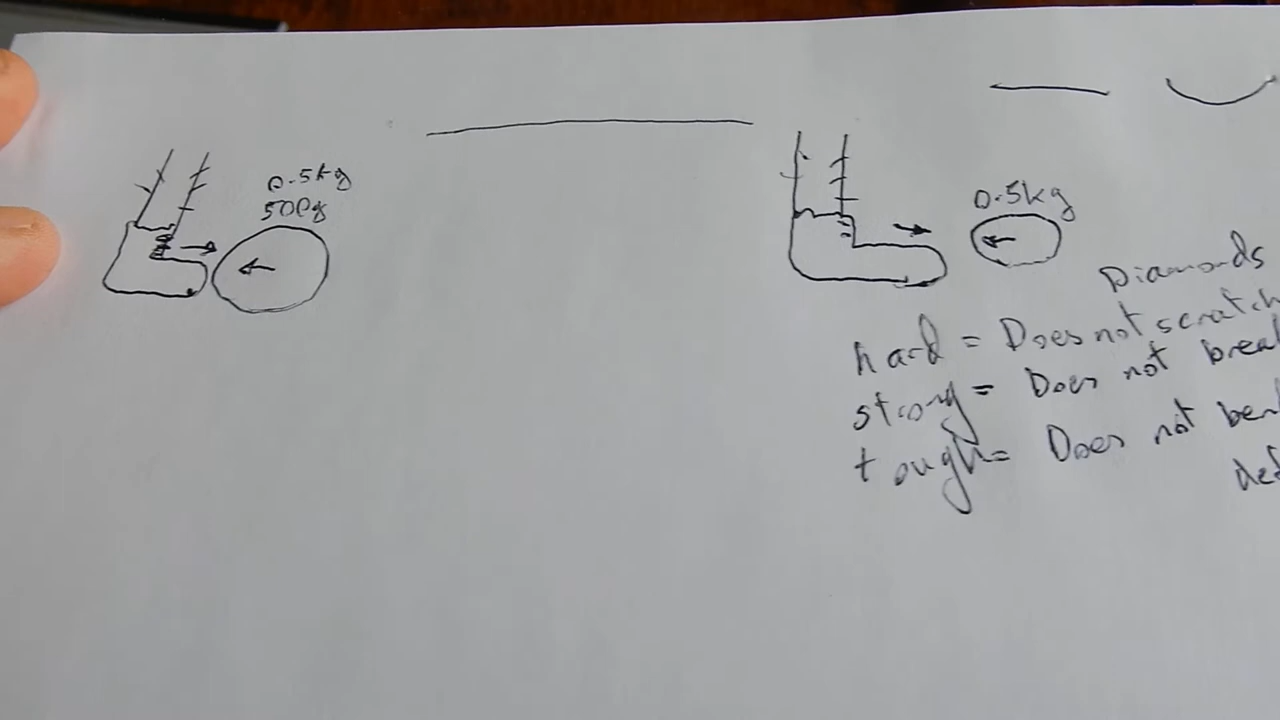 0.5kg
500g
0.5kg
Diamonds
hard = Does not scratch
strong = Does not break
tough = Does not ben
def